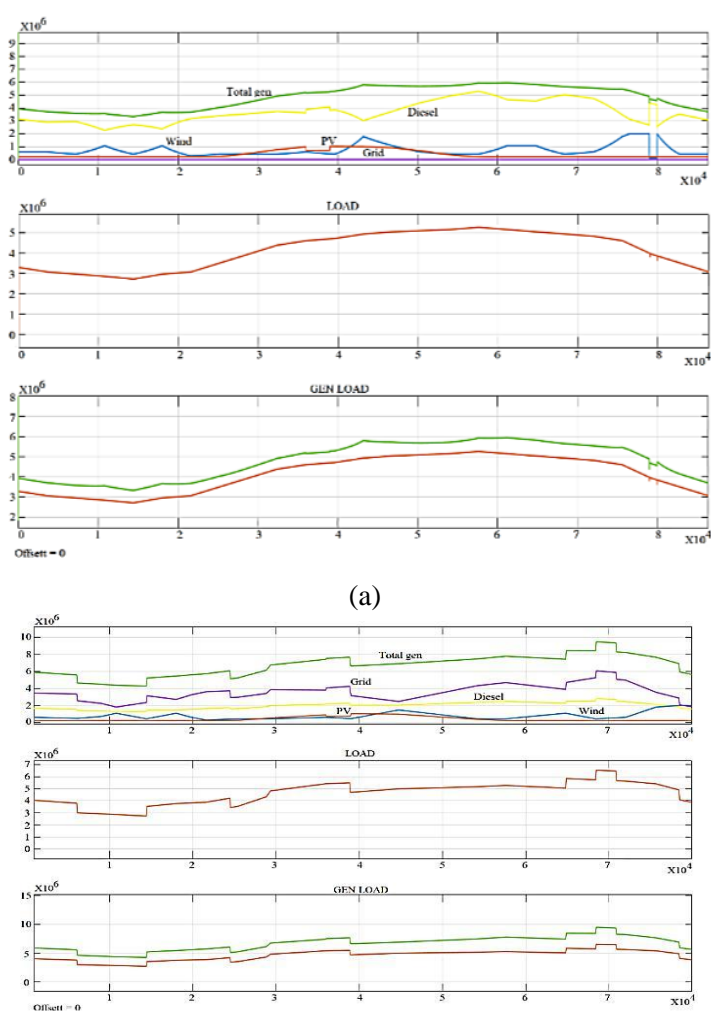 X10^6
9
8
7
6
5
4
3
2
1
0
Total gen
Diesel
Wind
PV
Grid
0 1 2 3 4 5 6 7 8
X10^4
X10^6
LOAD
5
4
3
2
1
0
0 1 2 3 4 5 6 7 8
X10^4
X10^6
GEN LOAD
8
7
6
5
4
3
2
0 1 2 3 4 5 6 7 8
X10^4
Offsett = 0
(a)
X10^6
10
8
6
4
2
0
Total gen
Grid
Diesel
PV
Wind
1 2 3 4 5 6 7
X10^4
X10^6
LOAD
7
6
5
4
3
2
1
0
1 2 3 4 5 6 7
X10^4
X10^6
GEN LOAD
15
10
5
0
1 2 3 4 5 6 7
X10^4
Offsett = 0